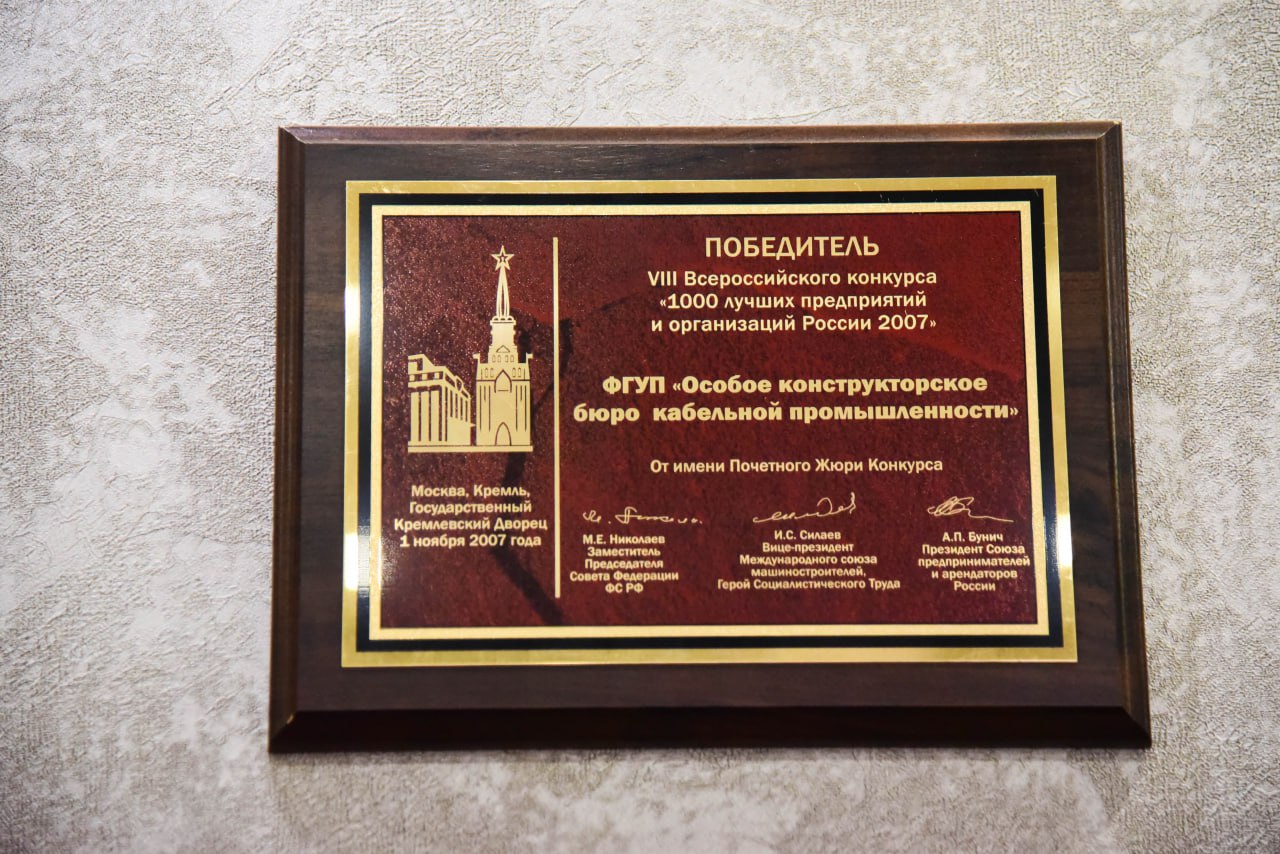 ПОБЕДИТЕЛЬ
VIII Всероссийского конкурса
«1000 лучших предприятий
и организаций России 2007»
ФГУП «Особое конструкторское
бюро кабельной промышленности»
От имени Почетного Жюри Конкурса
М.Е. Николаев
Заместитель
Председателя
Совета Федерации
ФС РФ
И.С. Силаев
Вице-президент
Международного союза
машиностроителей,
Герой Социалистического Труда
А.П. Бунич
Президент Союза
предпринимателей
и арендаторов
России
Москва, Кремль,
Государственный
Кремлевский Дворец
1 ноября 2007 года